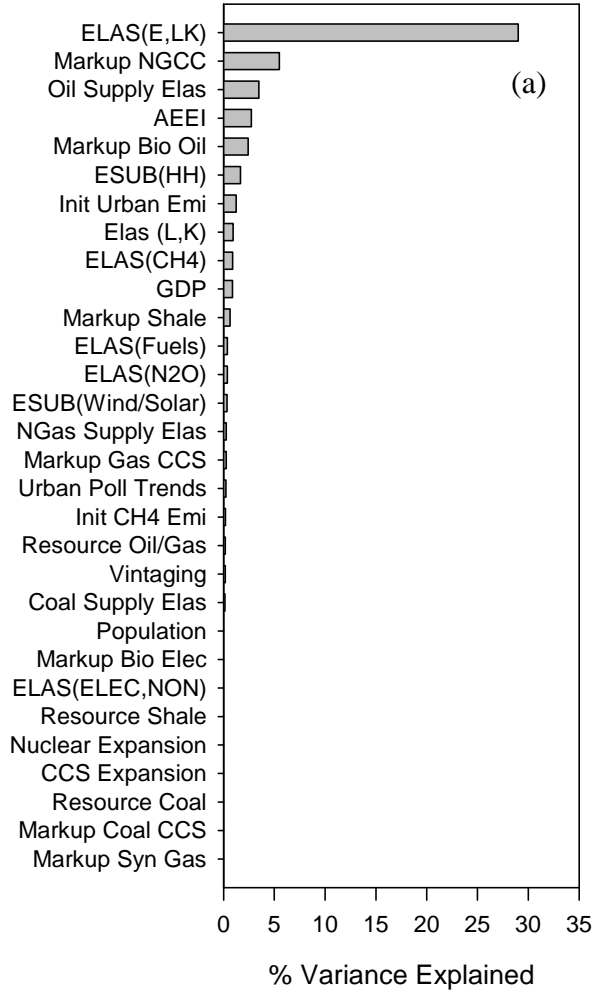 ELAS(E,LK)
Markup NGCC
Oil Supply Elas
(a)
AEEI
Markup Bio Oil
ESUB(HH)
Init Urban Emi
Elas (L,K)
ELAS(CH4)
GDP
Markup Shale
ELAS(Fuels)
ELAS(N2O)
ESUB(Wind/Solar)
NGas Supply Elas
Markup Gas CCS
Urban Poll Trends
Init CH4 Emi
Resource Oil/Gas
Vintaging
Coal Supply Elas
Population
Markup Bio Elec
ELAS(ELEC,NON)
Resource Shale
Nuclear Expansion
CCS Expansion
Resource Coal
Markup Coal CCS
Markup Syn Gas
0 5 10 15 20 25 30 35
% Variance Explained